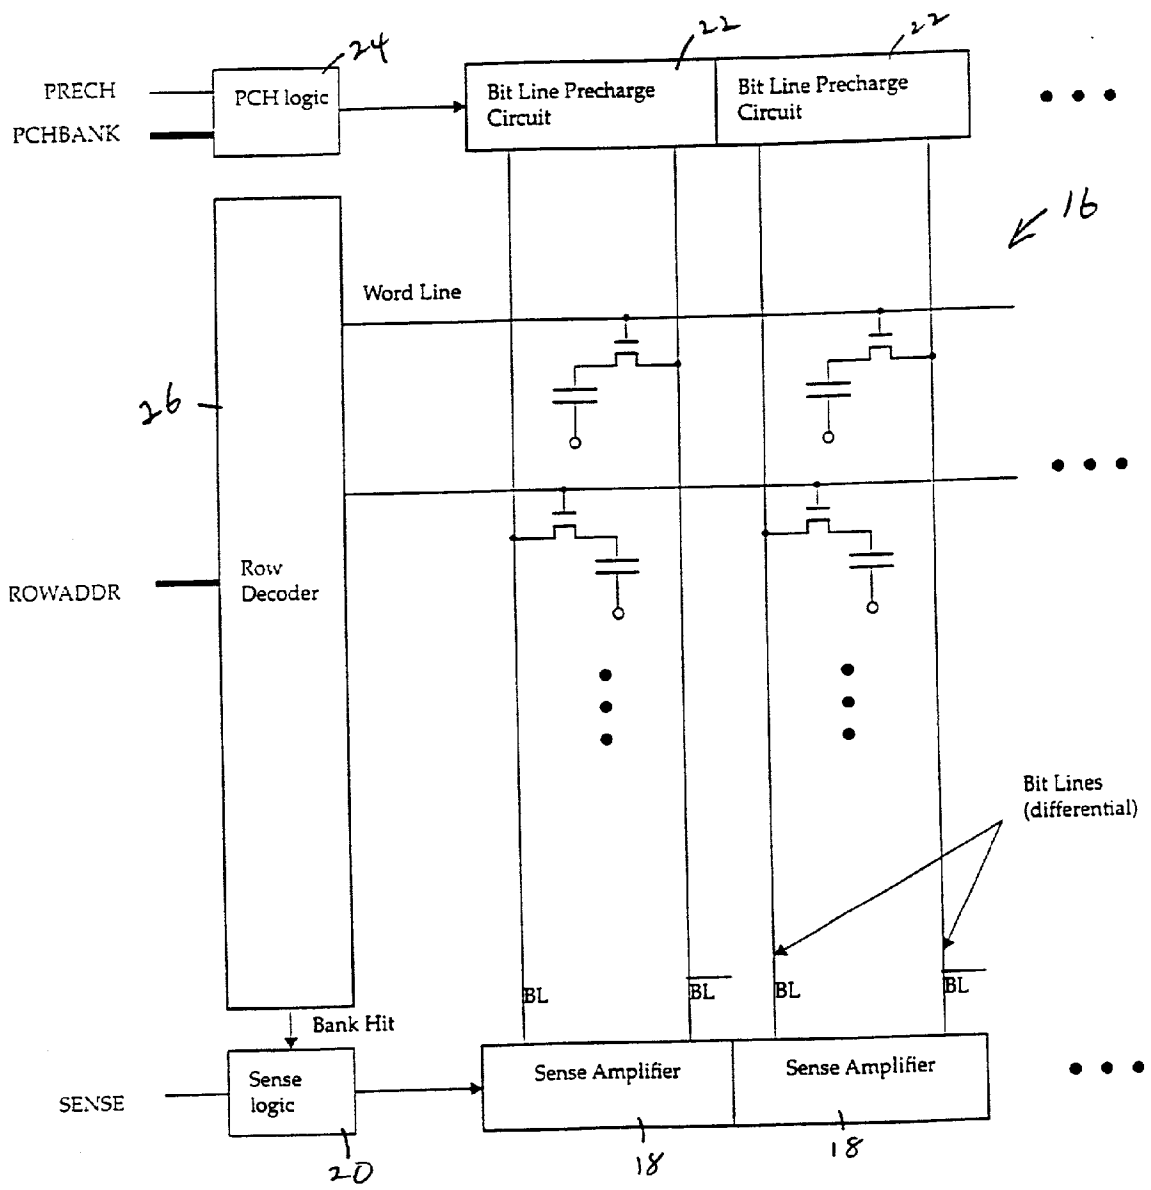 24
22
22
PRECH
PCH logic
Bit Line Precharge
Circuit
Bit Line Precharge
Circuit
PCHBANK
16
Word Line
26
ROWADDR
Row
Decoder
Bit Lines
(differential)
BL
BL
BL
BL
Bank Hit
SENSE
Sense
logic
Sense Amplifier
Sense Amplifier
20
18
18